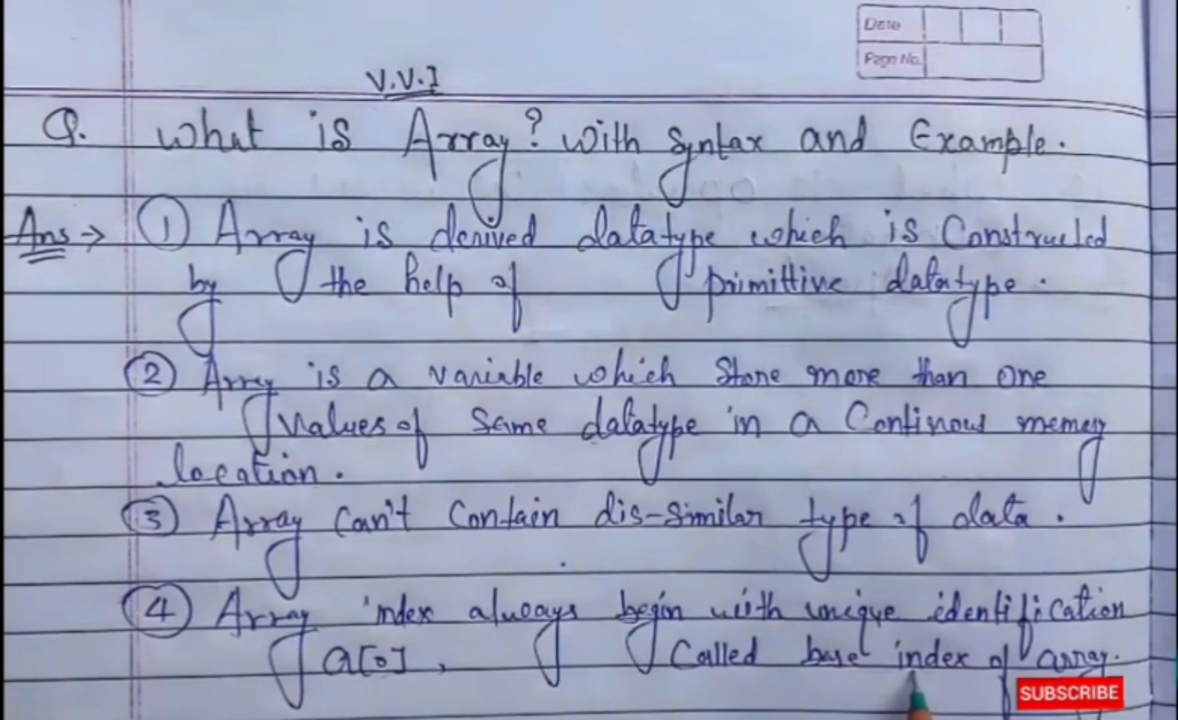 Date
Page No.
V.V.I
Q. What is Array? With Syntax and Example.
Ans → ① Array is derived datatype which is Constructed
by the help of primittive datatype.
② Array is a variable which Store more than one
values of Same datatype in a Continous memory
location.
③ Array Can't Contain dis-Similar type of data.
④ Array index always begin with unique identification
a[0], Called base index of array.
SUBSCRIBE